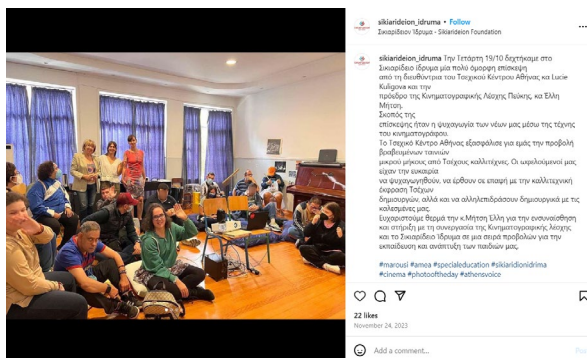 sikiarideion_idruma • Follow
Σικιαρίδειον Ίδρυμα - Sikiarideion Foundation
sikiarideion_idruma Την Τετάρτη 19/10 δεχτήκαμε στο
Σικιαρίδειο ίδρυμα μία πολύ όμορφη επίσκεψη
από τη διευθύντρια του Τσεχικού Κέντρου Αθήνας κα Lucie
Kuligova και την
πρόεδρο της Κινηματογραφικής Λέσχης Πεύκης, κα Έλλη
Μήτση.
Σκοπός της
επίσκεψης ήταν η ψυχαγωγία των νέων μας μέσω της τέχνης
του κινηματογράφου.
Το Τσεχικό Κέντρο Αθηνας εξασφάλισε για εμάς την προβολή
βραβευμένων ταινιών
μικρού μήκους από Τσέχους καλλιτέχνες. Οι ωφελούμενοί μας
είχαν την ευκαιρία
να ψυχαγωγηθούν, να έρθουν σε επαφή με την καλλιτεχνική
έκφραση Τσέχων
δημιουργών, αλλά και να αλληλεπιδράσουν δημιουργικά με τις
καλεσμένες μας.
Ευχαριστούμε θερμά την κ.Μήτση Έλλη για την ενσυναίσθηση
και στήριξη με τη συνεργασία της Κινηματογραφικής λέσχης
και το Σικιαρίδειο Ίδρυμα σε μια σειρά προβολών για την
εκπαίδευση και ανάπτυξη των παιδιών μας.
#marousi #amea #specialeducation #sikiaridionidrima
#cinema #photooftheday #athensvoice
22 likes
November 24, 2023
Add a comment...
Post